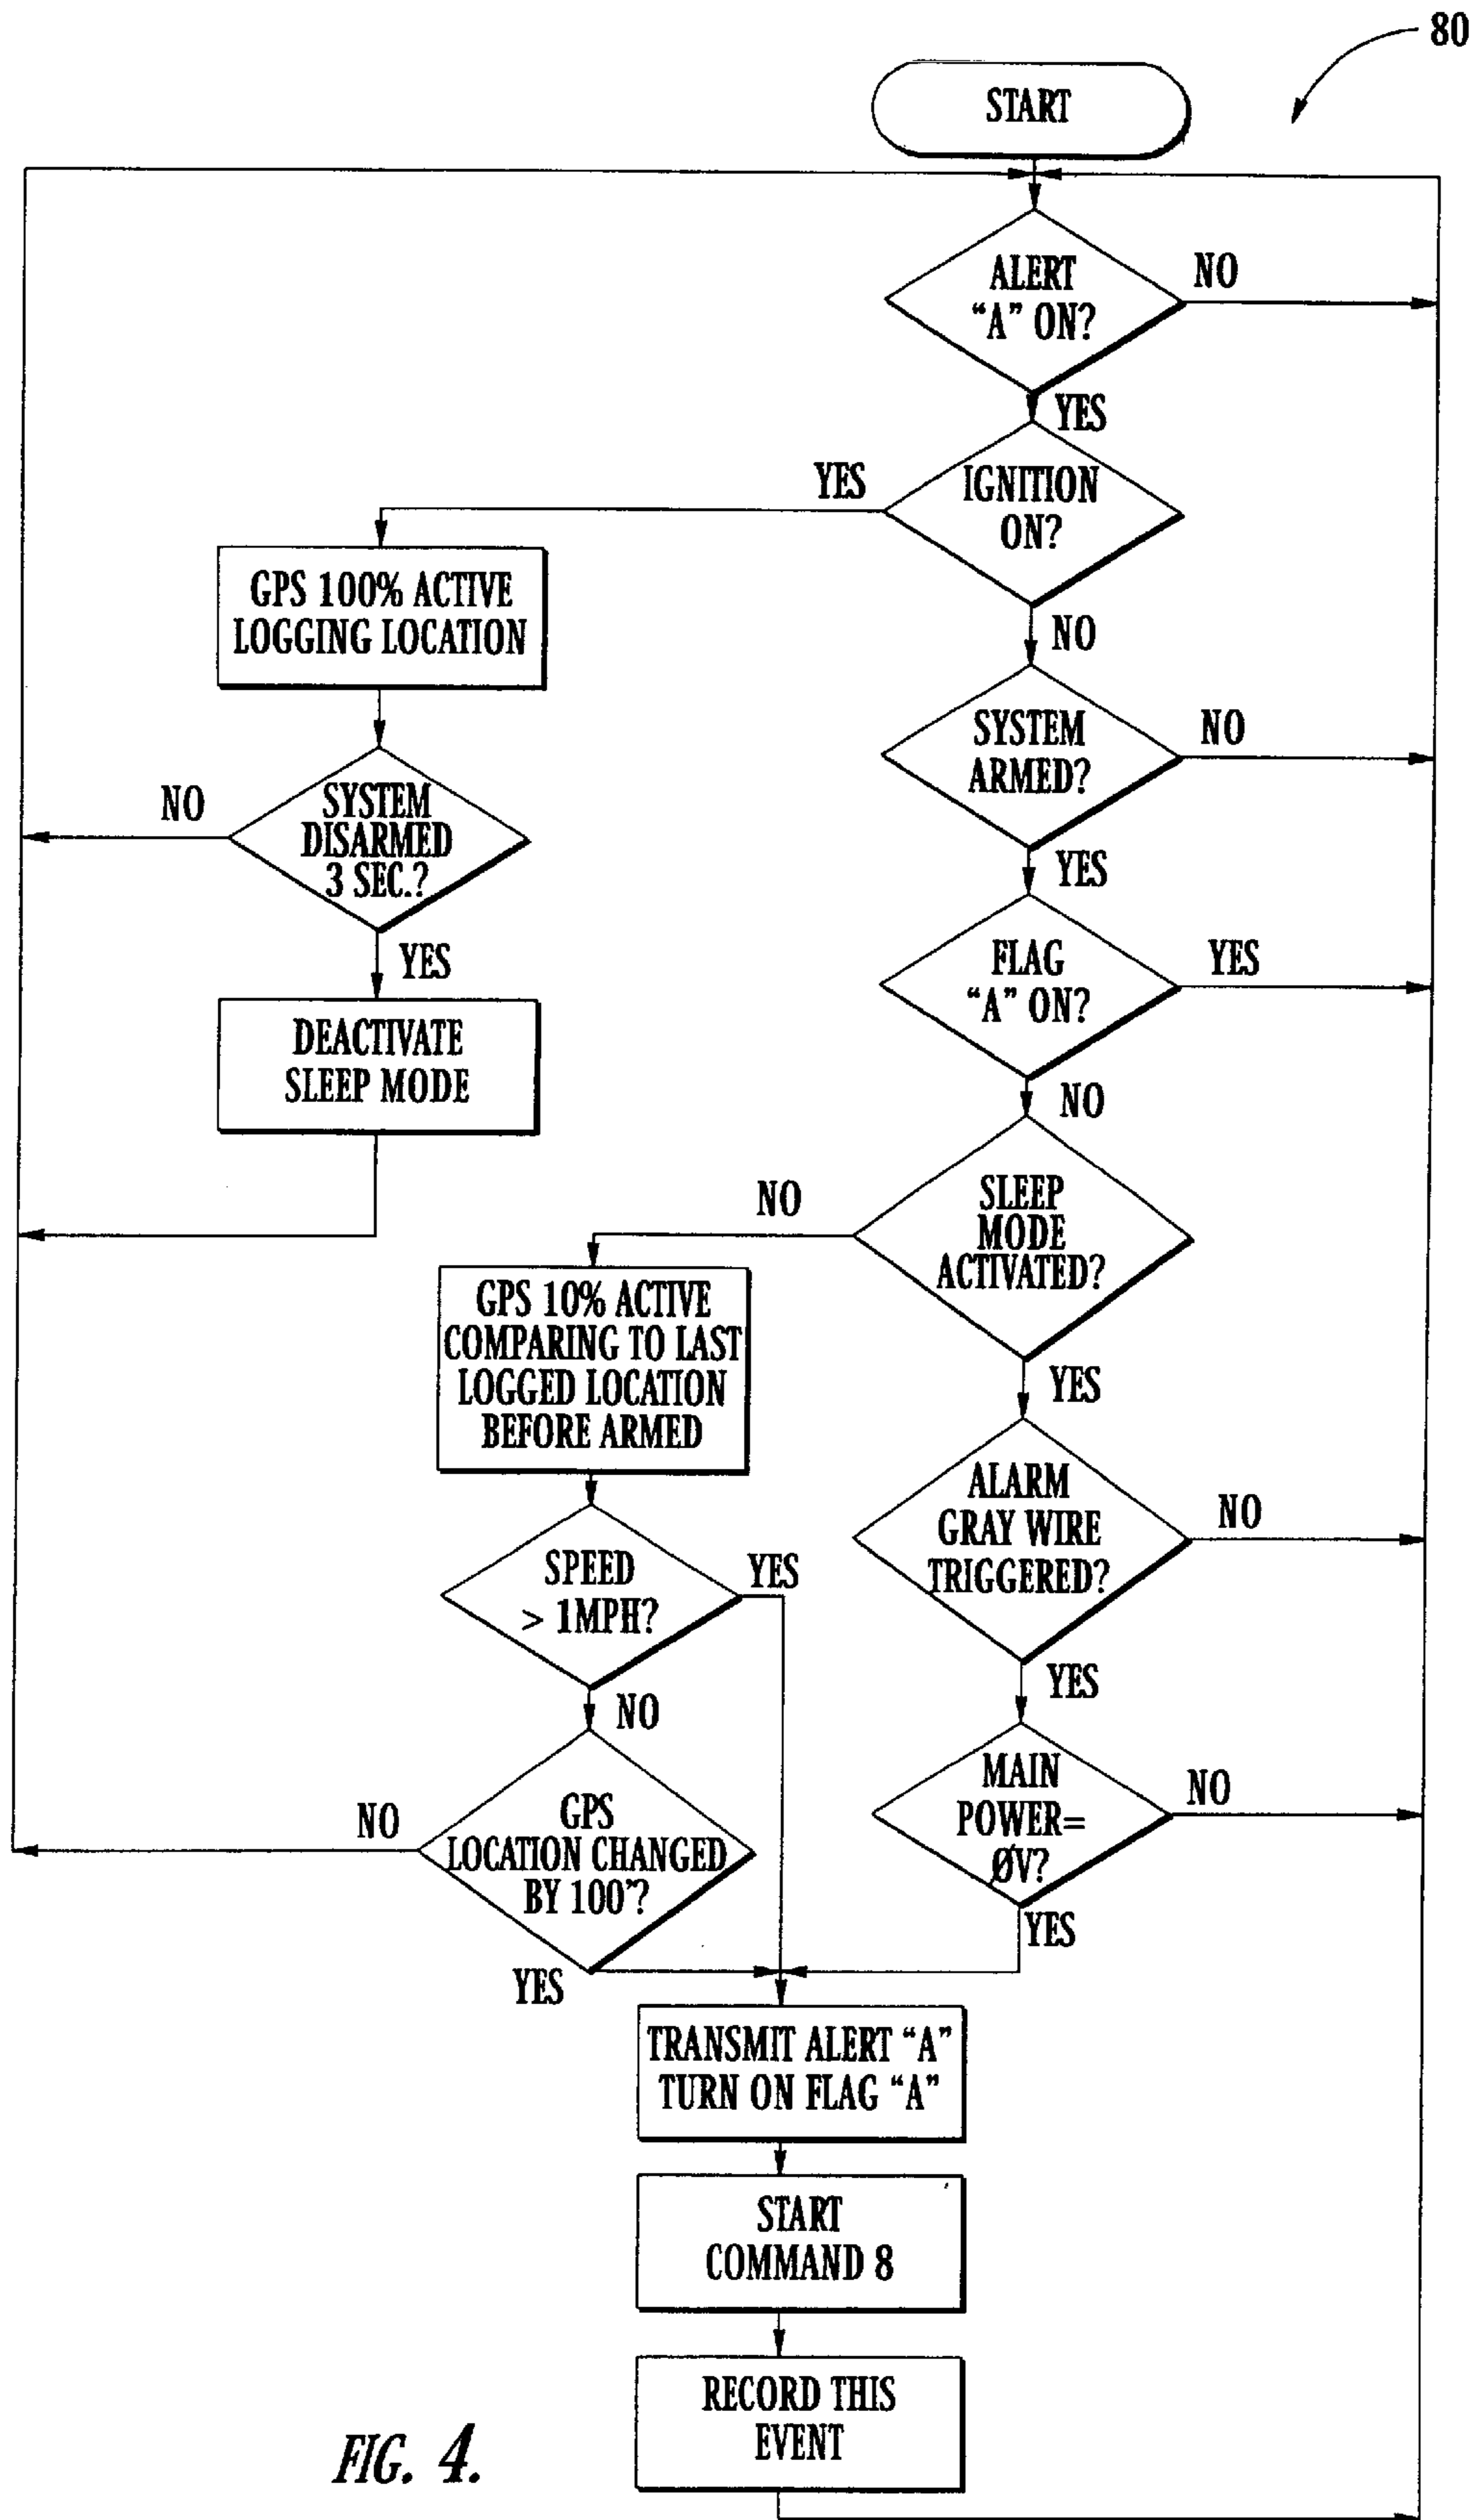 80
START
ALERT
“A” ON?
NO
YES
IGNITION
ON?
YES
NO
GPS 100% ACTIVE
LOGGING LOCATION
SYSTEM
DISARMED
3 SEC.?
NO
YES
DEACTIVATE
SLEEP MODE
SYSTEM
ARMED?
NO
YES
FLAG
“A” ON?
YES
NO
SLEEP
MODE
ACTIVATED?
NO
YES
GPS 10% ACTIVE
COMPARING TO LAST
LOGGED LOCATION
BEFORE ARMED
SPEED
> 1MPH?
YES
NO
GPS
LOCATION CHANGED
BY 100'?
NO
YES
ALARM
GRAY WIRE
TRIGGERED?
NO
YES
MAIN
POWER=
ØV?
NO
YES
TRANSMIT ALERT “A”
TURN ON FLAG “A”
START
COMMAND 8
RECORD THIS
EVENT
FIG. 4.